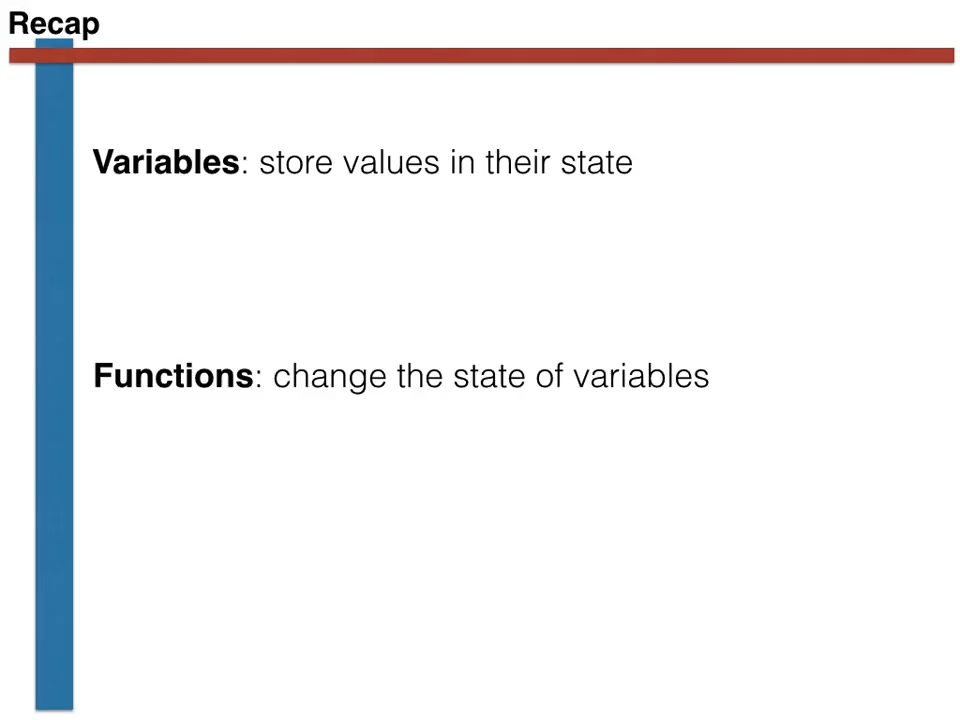 Recap
Variables: store values in their state
Functions: change the state of variables